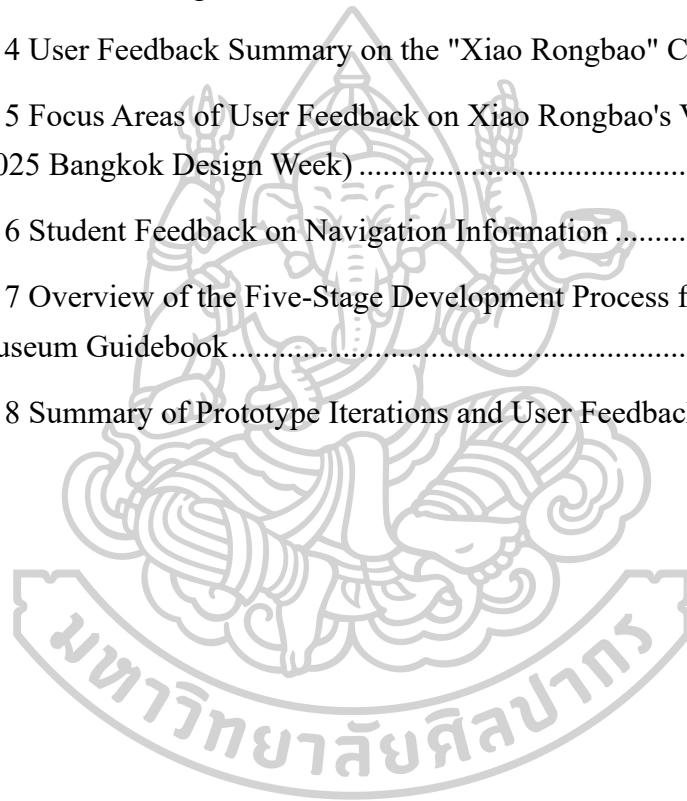 4 User Feedback Summary on the "Xiao Rongbao" C
5 Focus Areas of User Feedback on Xiao Rongbao's
025 Bangkok Design Week) ........................................
6 Student Feedback on Navigation Information ..........
7 Overview of the Five-Stage Development Process f
useum Guidebook..........................................................
8 Summary of Prototype Iterations and User Feedback
มหาวิทยาลัยศิลปากร